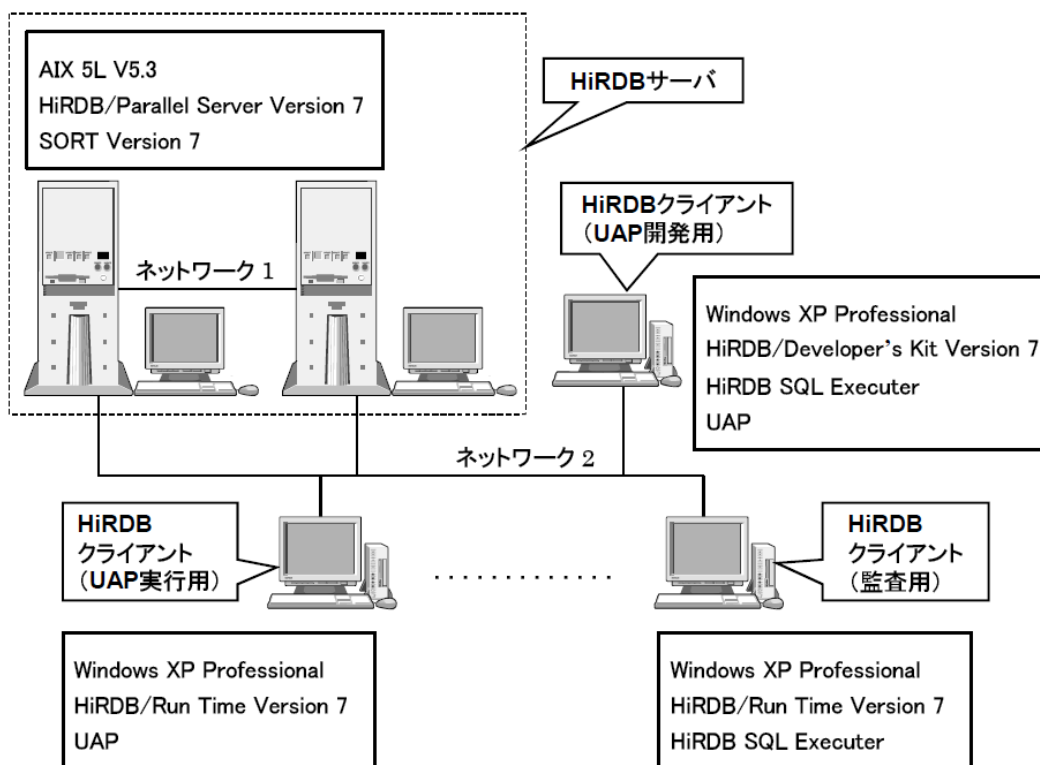 AIX 5L V5.3
HiRDB/Parallel Server Version 7
SORT Version 7
HiRDBサーバ
HiRDBクライアント
（UAP開発用）
ネットワーク 1
Windows XP Professional
HiRDB/Developer's Kit Version 7
HiRDB SQL Executer
UAP
ネットワーク 2
HiRDB
クライアント
（UAP実行用）
HiRDB
クライアント
（監査用）
Windows XP Professional
HiRDB/Run Time Version 7
UAP
Windows XP Professional
HiRDB/Run Time Version 7
HiRDB SQL Executer